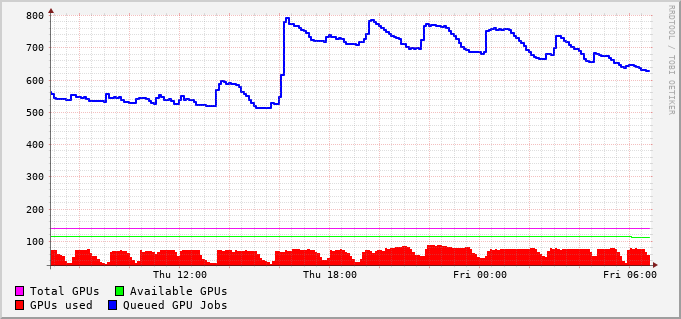 800
700
600
500
400
300
200
100
Thu 12:00 Thu 18:00 Fri 00:00 Fri 06:00
Total GPUs Available GPUs
GPUs used Queued GPU Jobs
RRDTOOL / TOBI OETIKER